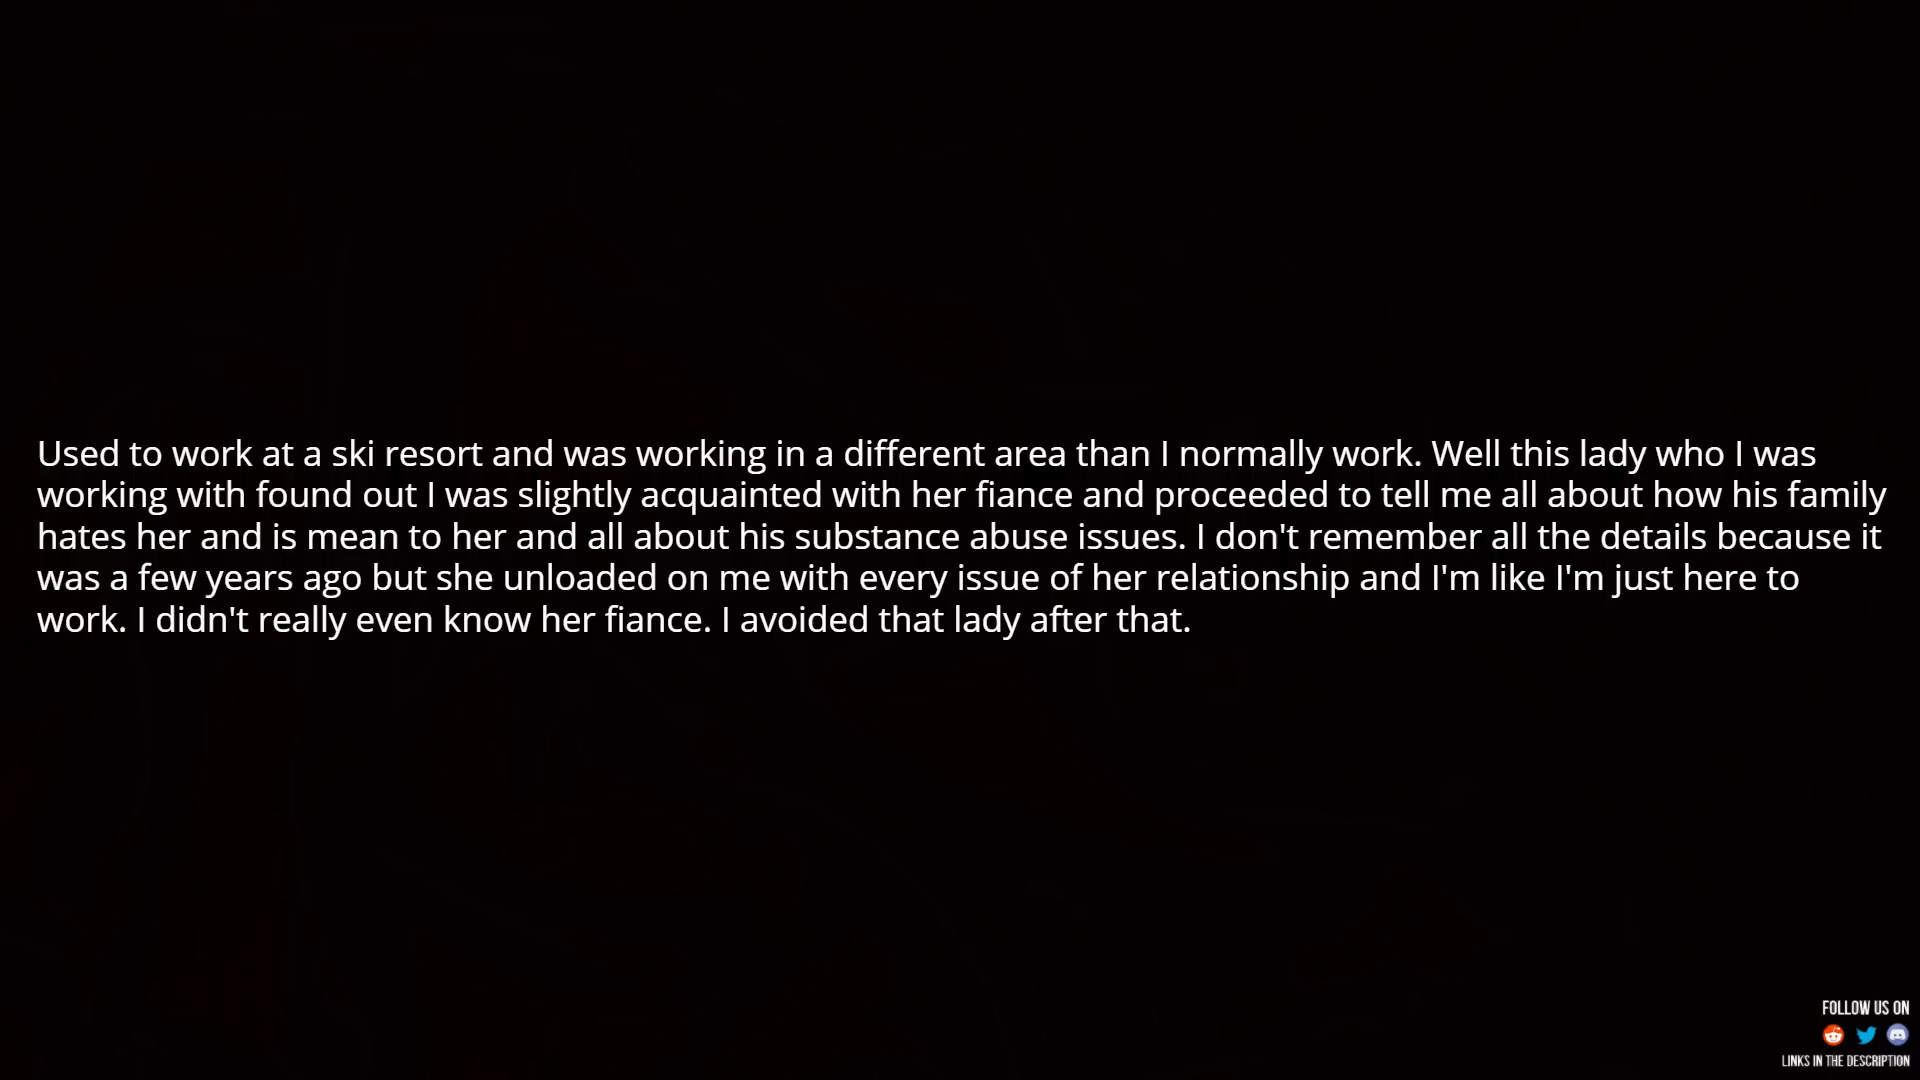 Used to work at a ski resort and was working in a different area than I normally work. Well this lady who I was
working with found out I was slightly acquainted with her fiance and proceeded to tell me all about how his family
hates her and is mean to her and all about his substance abuse issues. I don't remember all the details because it
was a few years ago but she unloaded on me with every issue of her relationship and I'm like I'm just here to
work. I didn't really even know her fiance. I avoided that lady after that.
FOLLOW US ON
LINKS IN THE DESCRIPTION